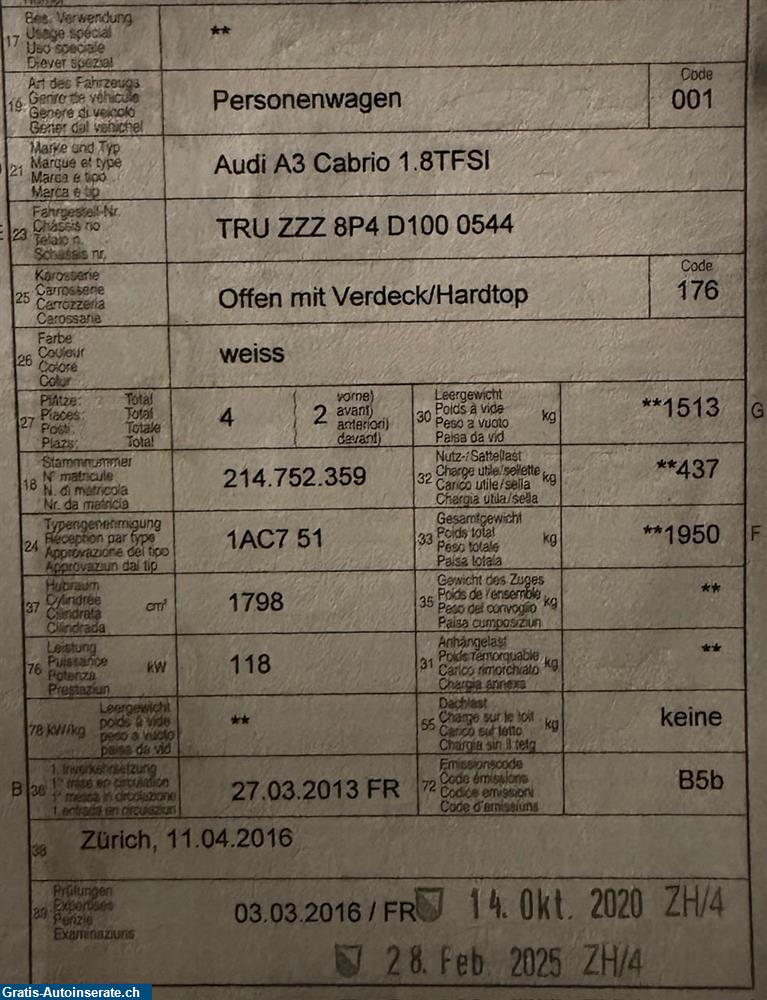 17 Bes. Verwendung
Usage spécial
Uso speciale
Diever spezial
**
19 Art des Fahrzeugs
Genre de véhicule
Genere di veicolo
Gener dal vehichel
Personenwagen
Code
001
21 Marke und Typ
Marque et type
Marca e tipo
Marca e tip
Audi A3 Cabrio 1.8TFSI
E 23 Fahrgestell-Nr.
Châssis no
Telaio n.
Schassis nr.
TRU ZZZ 8P4 D100 0544
25 Karosserie
Carrosserie
Carrozzeria
Carossaria
Offen mit Verdeck/Hardtop
Code
176
26 Farbe
Couleur
Colore
Colur
weiss
27 Plätze: Total
Places: Total
Posti: Totale
Plazs: Total
4
2
vorne)
avant)
anteriori)
davant)
30 Leergewicht
Poids à vide
Peso a vuoto
Paisa da vid
kg
**1513 G
18 Stammnummer
N° matricule
N. di matricola
Nr. da matricla
214.752.359
32 Nutz-/Sattellast
Charge utile/sellette
Carico utile/sella
Chargia utila/sella
kg
**437
24 Typengenehmigung
Réception par type
Approvazione del tipo
Approvaziun dal tip
1AC7 51
33 Gesamtgewicht
Poids total
Peso totale
Paisa totala
kg
**1950 F
37 Hubraum
Cylindrée
Cilindrata
Cilindrada
cm³
1798
35 Gewicht des Zuges
Poids de l'ensemble
Peso del convoglio
Paisa cumposiziun
kg
**
76 Leistung
Puissance
Potenza
Prestaziun
kW
118
31 Anhängelast
Poids remorquable
Carico rimorchiato
Chargia annexa
kg
**
78 kW/kg Leergewicht
poids à vide
peso a vuoto
paisa da vid
**
55 Dachlast
Charge sur le toit
Carico sul tetto
Chargia sin il tetg
kg
keine
B 36 1. Inverkehrsetzung
1re mise en circulation
1a messa in circolazione
1. entrada en circulaziun
27.03.2013 FR
72 Emissionscode
Code émissions
Codice emissioni
Code d'emissiuns
B5b
38 Zürich, 11.04.2016
39 Prüfungen
Expertises
Perizie
Examinaziuns
03.03.2016 / FR
14. Okt. 2020 ZH/4
28. Feb. 2025 ZH/4
Gratis-Autoinserate.ch